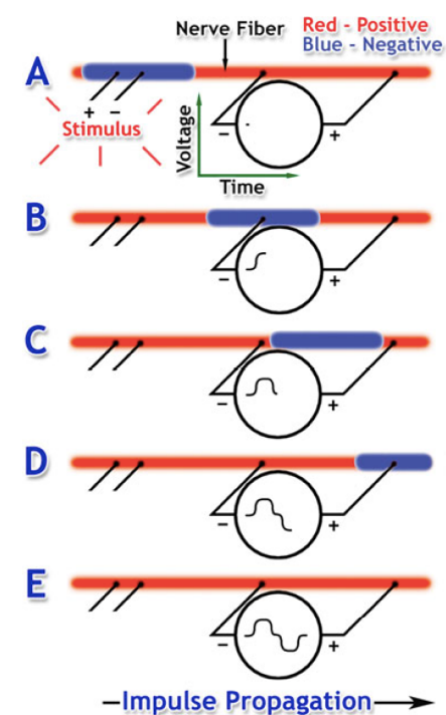 Nerve Fiber
Red - Positive
Blue - Negative
A
+ -
Stimulus
Voltage
Time
- +
B
- +
C
- +
D
- +
E
- +
Impulse Propagation